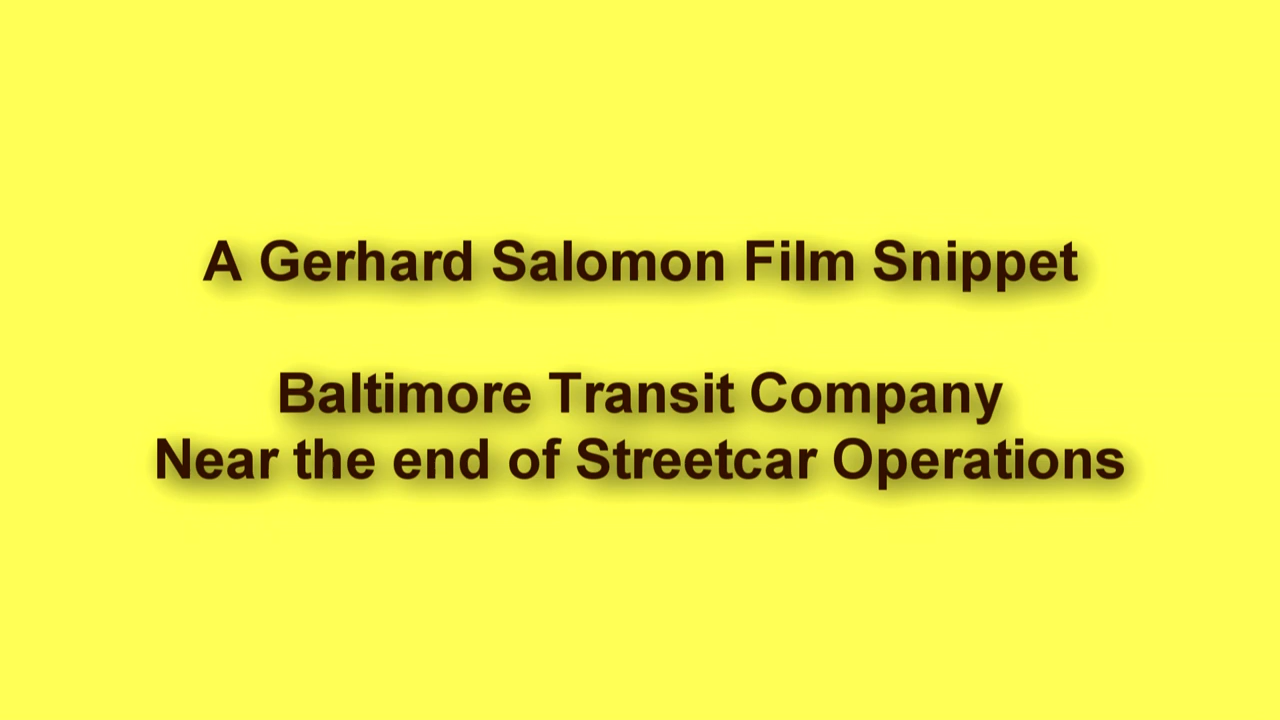 A Gerhard Salomon Film Snippet
Baltimore Transit Company
Near the end of Streetcar Operations